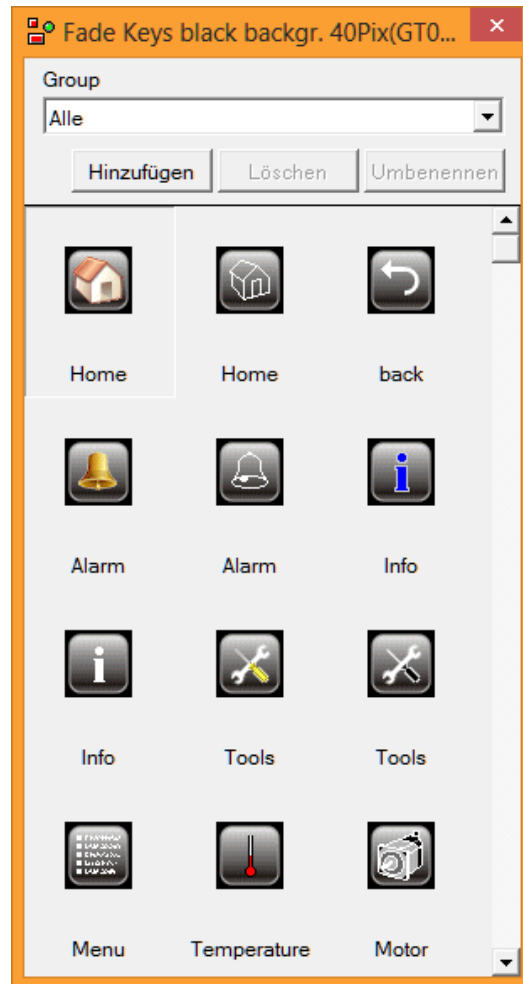 Fade Keys black backgr. 40Pix(GT0...
Group
Alle
Hinzufügen Löschen Umbenennen
Home Home back
Alarm Alarm Info
Info Tools Tools
Menu Temperature Motor